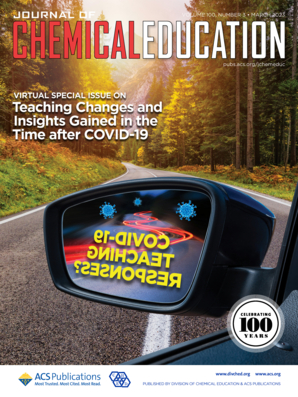 JOURNAL OF
VOLUME 100, NUMBER 3 • MARCH 2023
CHEMICALEDUCATION
pubs.acs.org/jchemeduc
VIRTUAL SPECIAL ISSUE ON
Teaching Changes and
Insights Gained in the
Time after COVID-19
COVID-19
TEACHING
RESPONSES?
CELEBRATING
100
YEARS
ACS Publications
Most Trusted. Most Cited. Most Read.
www.divched.org www.acs.org
PUBLISHED BY DIVISION OF CHEMICAL EDUCATION & ACS PUBLICATIONS